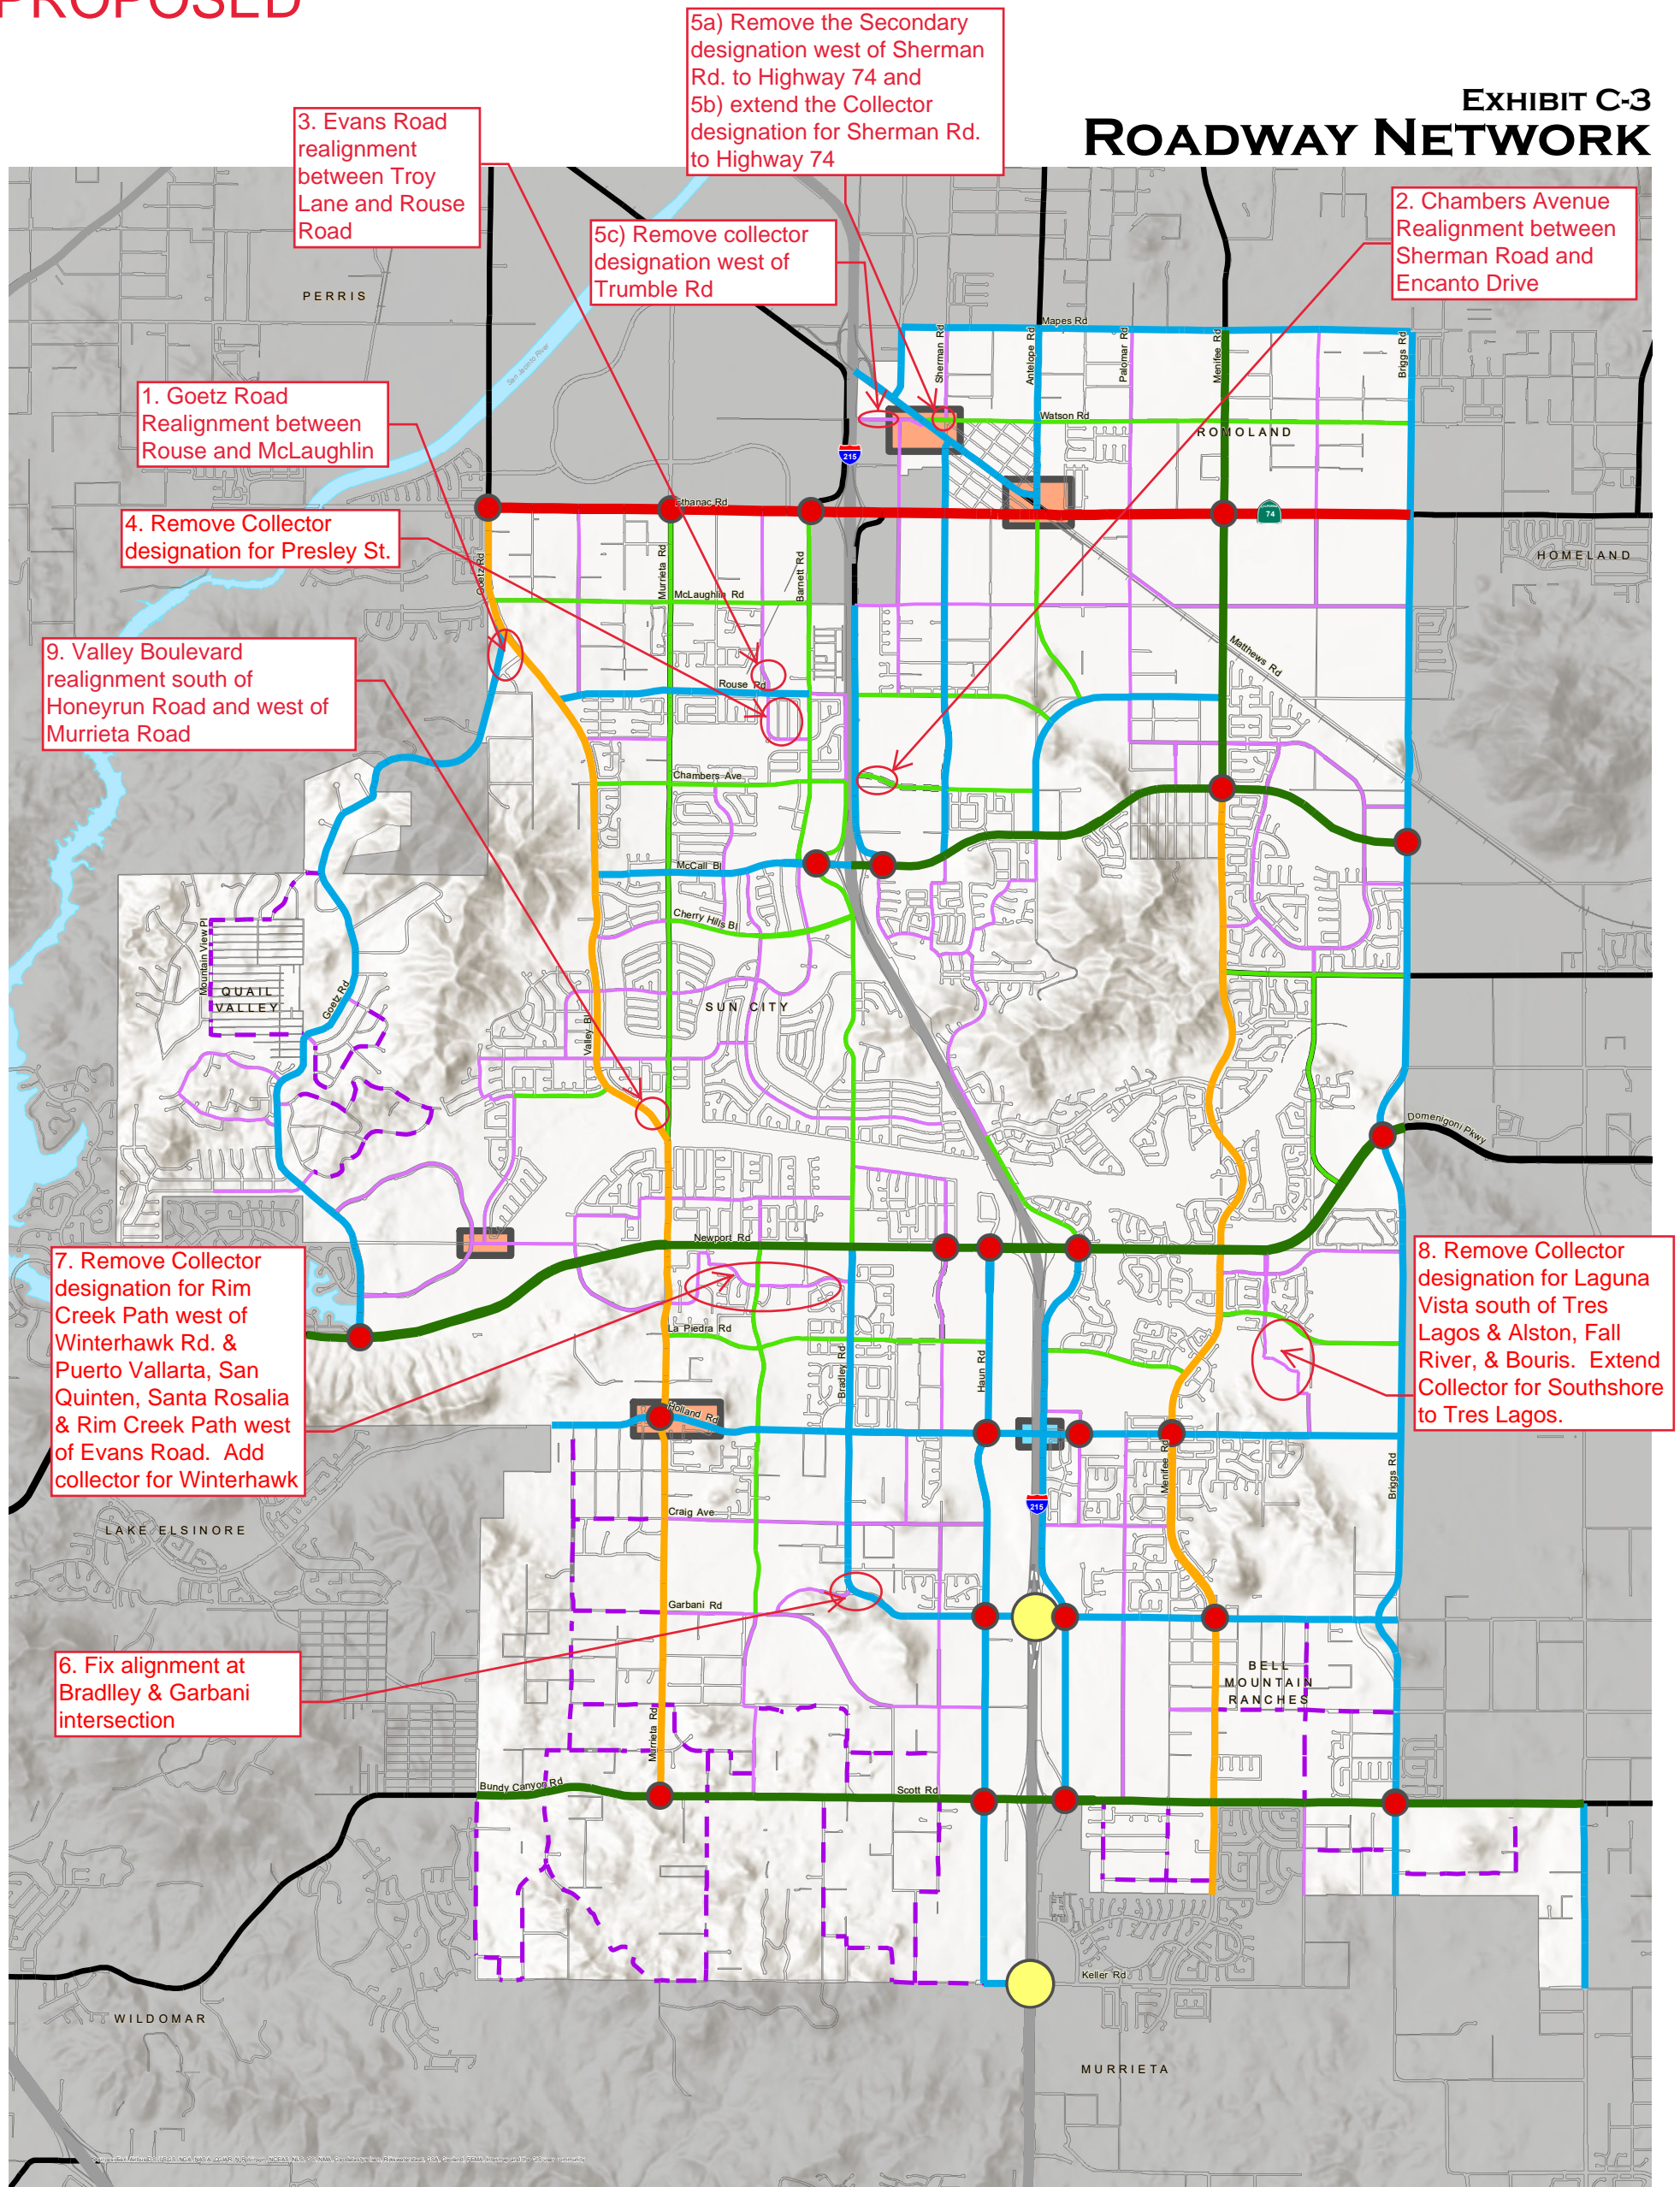 PROPOSED
EXHIBIT C-3
ROADWAY NETWORK
5a) Remove the Secondary
designation west of Sherman
Rd. to Highway 74 and
5b) extend the Collector
designation for Sherman Rd.
to Highway 74
3. Evans Road
realignment
between Troy
Lane and Rouse
Road
5c) Remove collector
designation west of
Trumble Rd
2. Chambers Avenue
Realignment between
Sherman Road and
Encanto Drive
1. Goetz Road
Realignment between
Rouse and McLaughlin
4. Remove Collector
designation for Presley St.
9. Valley Boulevard
realignment south of
Honeyrun Road and west of
Murrieta Road
7. Remove Collector
designation for Rim
Creek Path west of
Winterhawk Rd. &
Puerto Vallarta, San
Quinten, Santa Rosalia
& Rim Creek Path west
of Evans Road. Add
collector for Winterhawk
8. Remove Collector
designation for Laguna
Vista south of Tres
Lagos & Alston, Fall
River, & Bouris. Extend
Collector for Southshore
to Tres Lagos.
6. Fix alignment at
Bradlley & Garbani
intersection
PERRIS
San Jacinto River
Mapes Rd
Sherman Rd
Antelope Rd
Palomar Rd
Menifee Rd
Briggs Rd
Watson Rd
ROMOLAND
215
Ethanac Rd
74
HOMELAND
Goetz Rd
Murrieta Rd
Barnett Rd
McLaughlin Rd
Matthews Rd
Rouse Rd
Chambers Ave
McCall Bl
Cherry Hills Bl
Mountain View Pl
QUAIL
VALLEY
Goetz Rd
SUN CITY
Valley Bl
Domenigoni Pkwy
Newport Rd
La Piedra Rd
Bradley Rd
Haun Rd
Holland Rd
Menifee Rd
Briggs Rd
215
Craig Ave
LAKE ELSINORE
Garbani Rd
BELL
MOUNTAIN
RANCHES
Murrieta Rd
Bundy Canyon Rd
Scott Rd
Keller Rd
WILDOMAR
MURRIETA